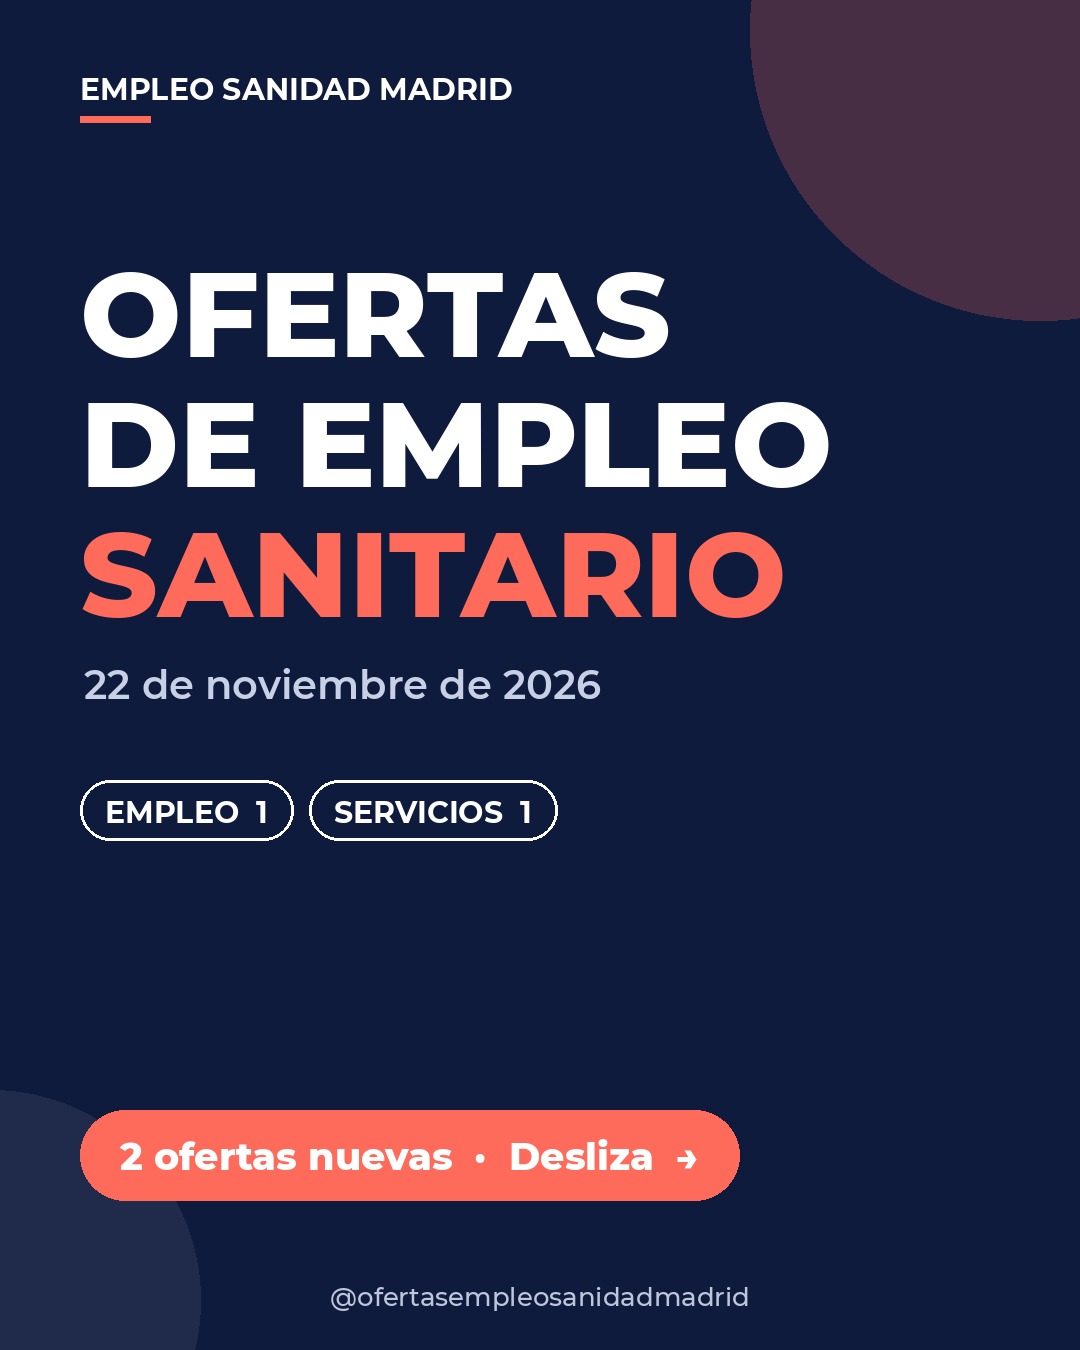 EMPLEO SANIDAD MADRID
OFERTAS
DE EMPLEO
SANITARIO
22 de noviembre de 2026
EMPLEO 1
SERVICIOS 1
2 ofertas nuevas · Desliza →
@ofertasempleosanidadmadrid